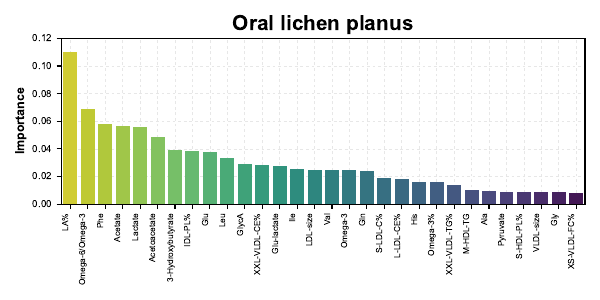 Oral lichen planus
Importance
0.12
0.10
0.08
0.06
0.04
0.02
0.00
LA%
Omega-6/Omega-3
Phe
Acetate
Lactate
Acetoacetate
3-Hydroxybutyrate
IDL-PL%
Glu
Leu
GlycA
XXL-VLDL-CE%
Glu-lactate
Ile
LDL-size
Val
Omega-3
Gln
S-LDL-C%
L-LDL-CE%
His
Omega-3%
XXL-VLDL-TG%
M-HDL-TG
Ala
Pyruvate
S-HDL-PL%
VLDL-size
Gly
XS-VLDL-FC%